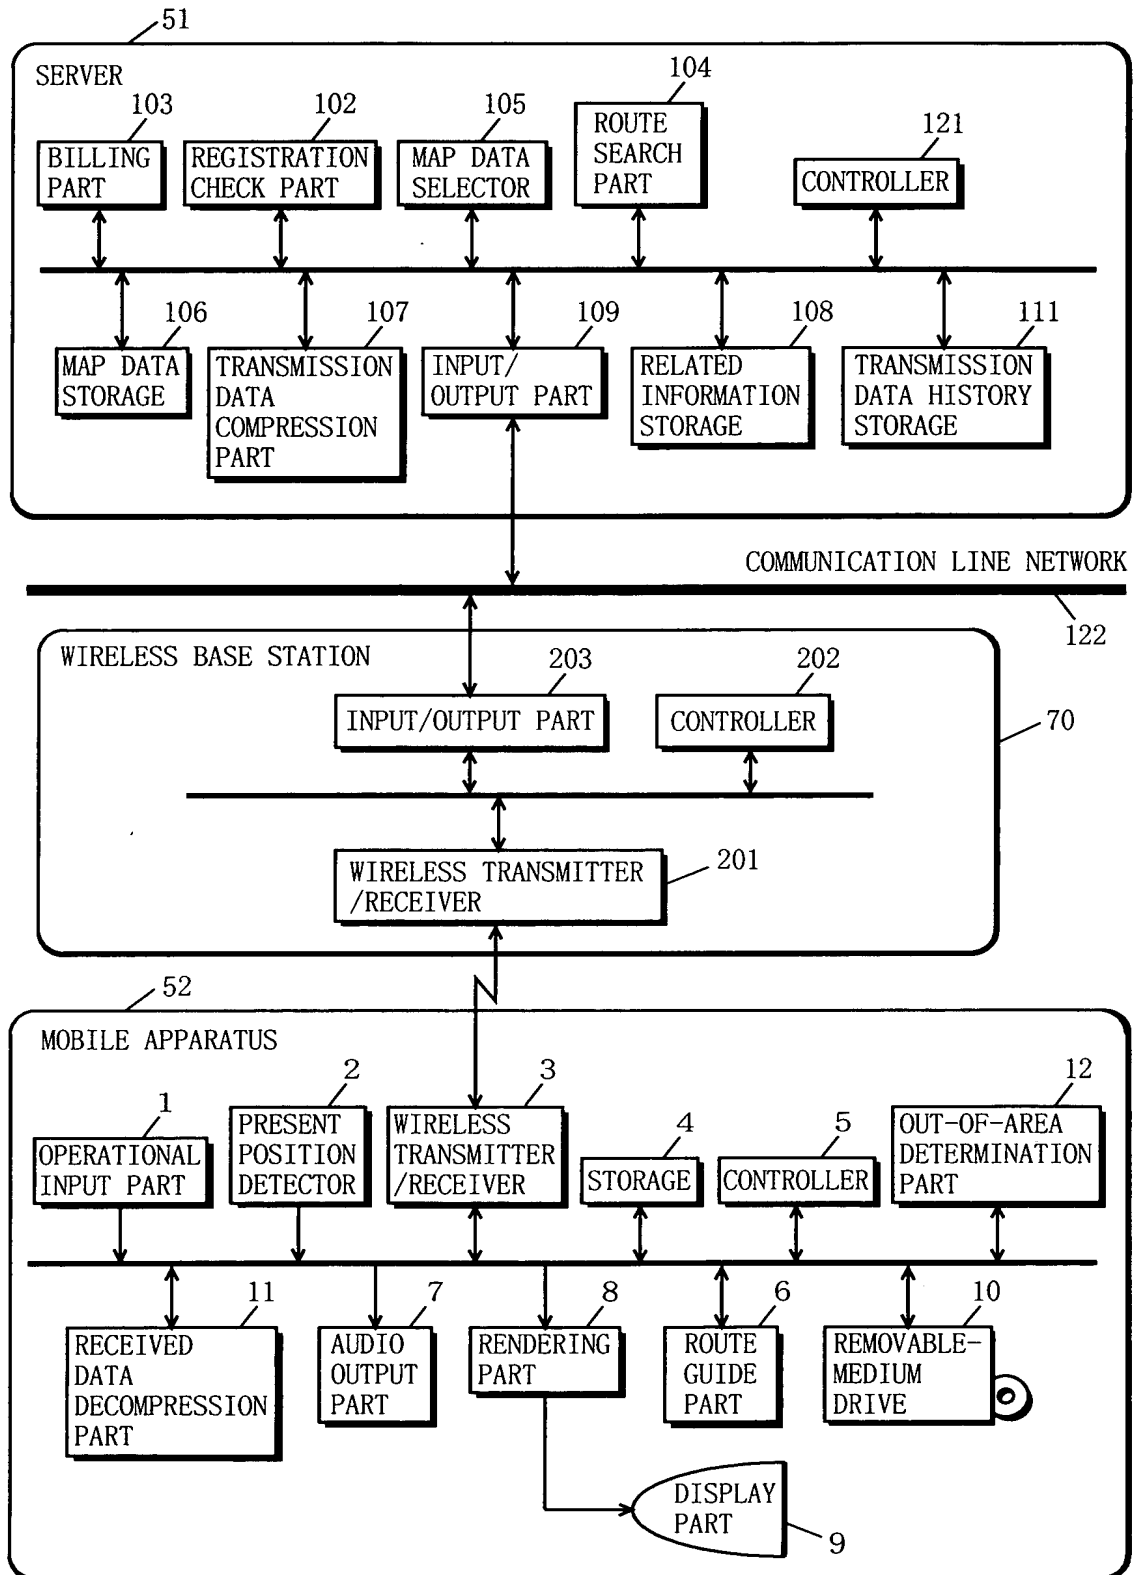 51
SERVER
103
102
105
104
121
BILLING
PART
REGISTRATION
CHECK PART
MAP DATA
SELECTOR
ROUTE
SEARCH
PART
CONTROLLER
106
107
109
108
111
MAP DATA
STORAGE
TRANSMISSION
DATA
COMPRESSION
PART
INPUT/
OUTPUT PART
RELATED
INFORMATION
STORAGE
TRANSMISSION
DATA HISTORY
STORAGE
COMMUNICATION LINE NETWORK
122
WIRELESS BASE STATION
203
202
INPUT/OUTPUT PART
CONTROLLER
70
WIRELESS TRANSMITTER
/RECEIVER
201
52
MOBILE APPARATUS
1
2
3
4
5
12
OPERATIONAL
INPUT PART
PRESENT
POSITION
DETECTOR
WIRELESS
TRANSMITTER
/RECEIVER
STORAGE
CONTROLLER
OUT-OF-AREA
DETERMINATION
PART
11
7
8
6
10
RECEIVED
DATA
DECOMPRESSION
PART
AUDIO
OUTPUT
PART
RENDERING
PART
ROUTE
GUIDE
PART
REMOVABLE-
MEDIUM
DRIVE
DISPLAY
PART
9